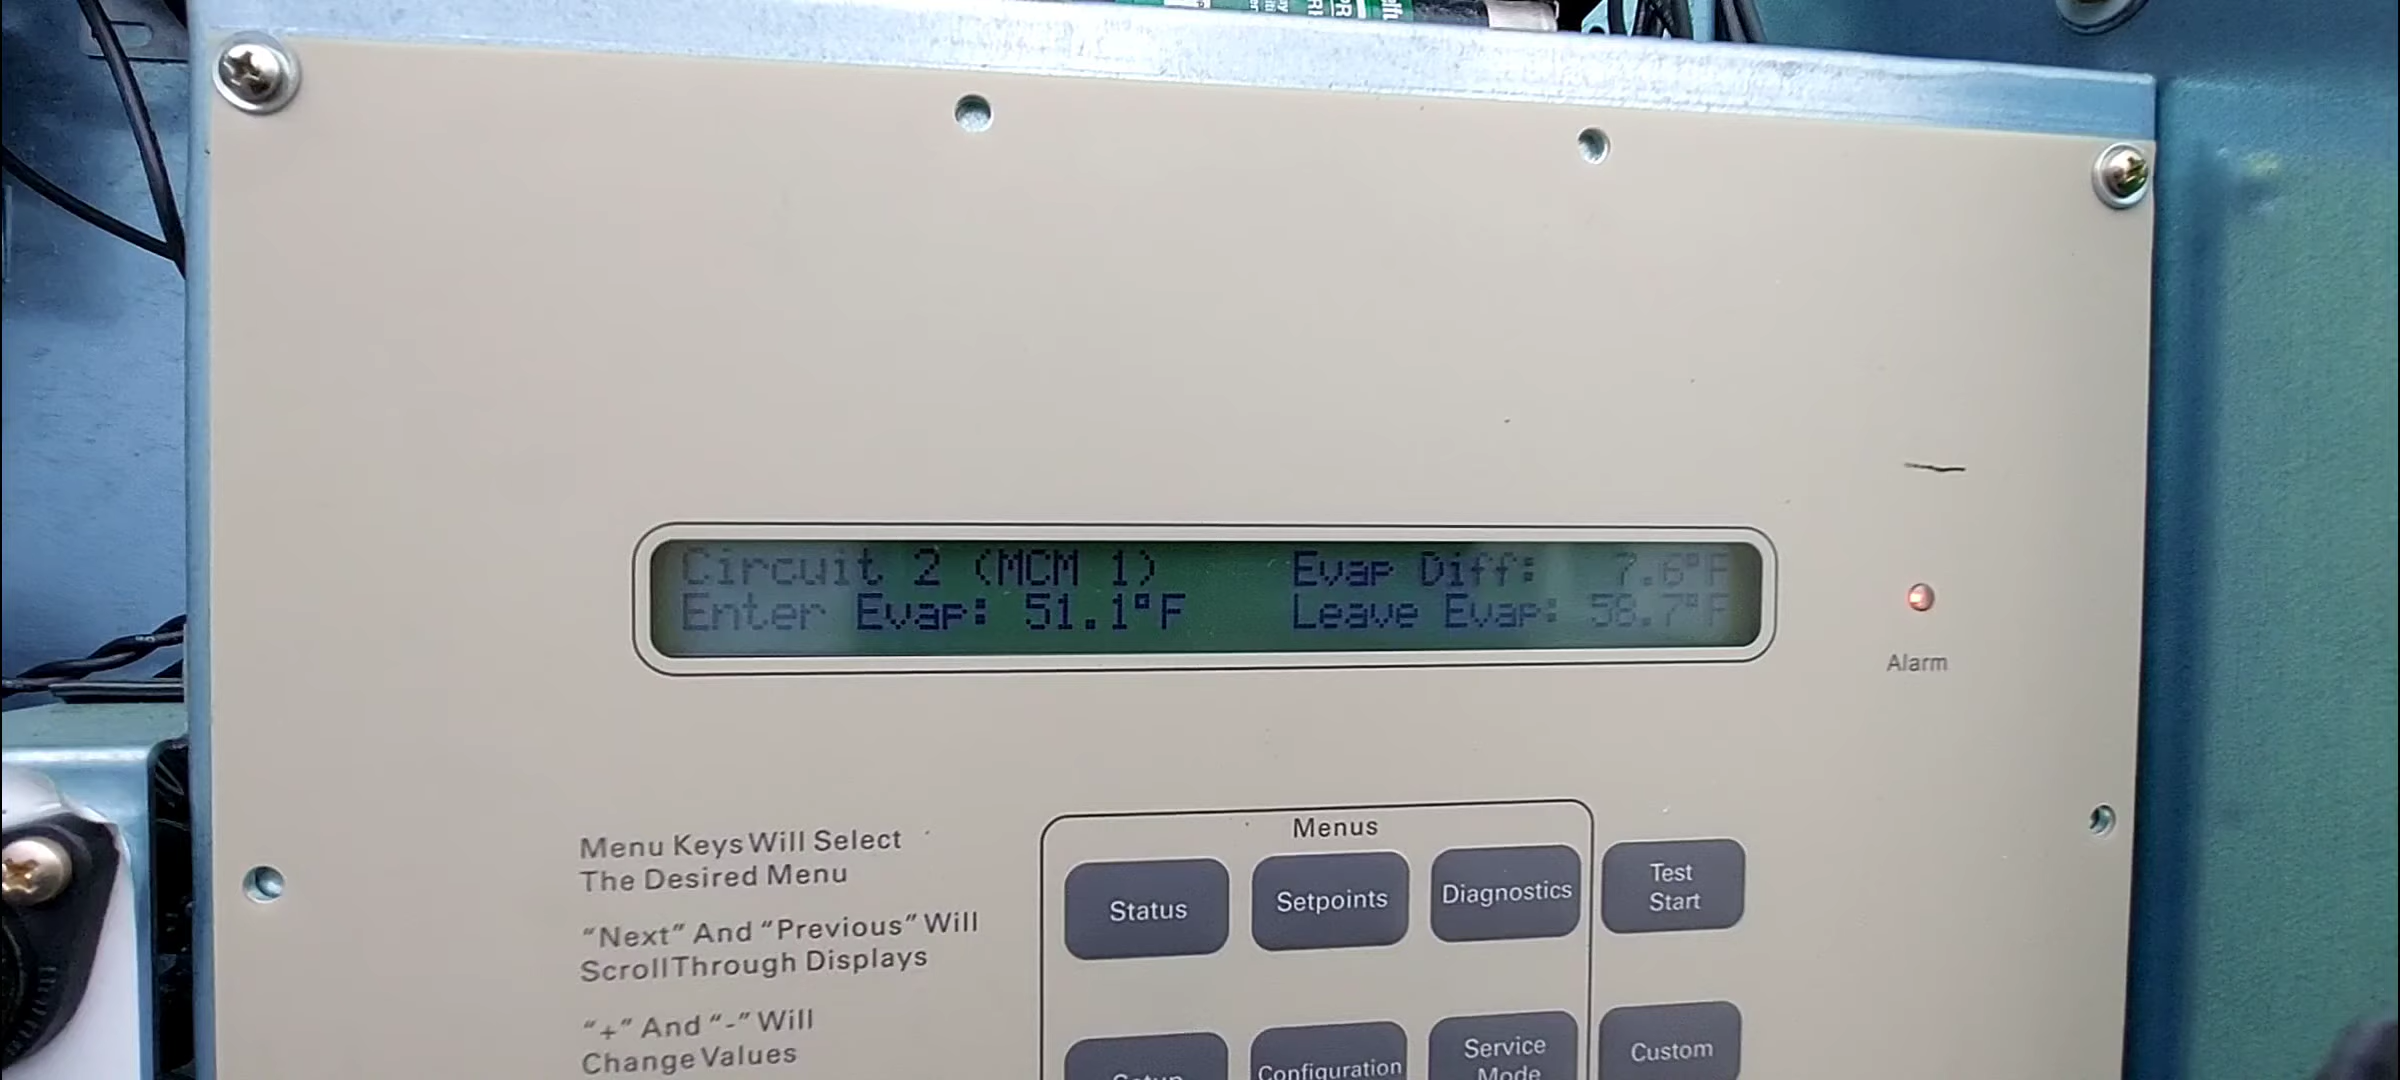 Circuit 2 (MCM 1) Evap Diff: 7.6°F
Enter Evap: 51.1°F Leave Evap: 58.7°F
Alarm
Menu Keys Will Select
The Desired Menu
“Next” And “Previous” Will
Scroll Through Displays
“+” And “-” Will
Change Values
Menus
Status
Setpoints
Diagnostics
Test
Start
Configuration
Service
Mode
Custom